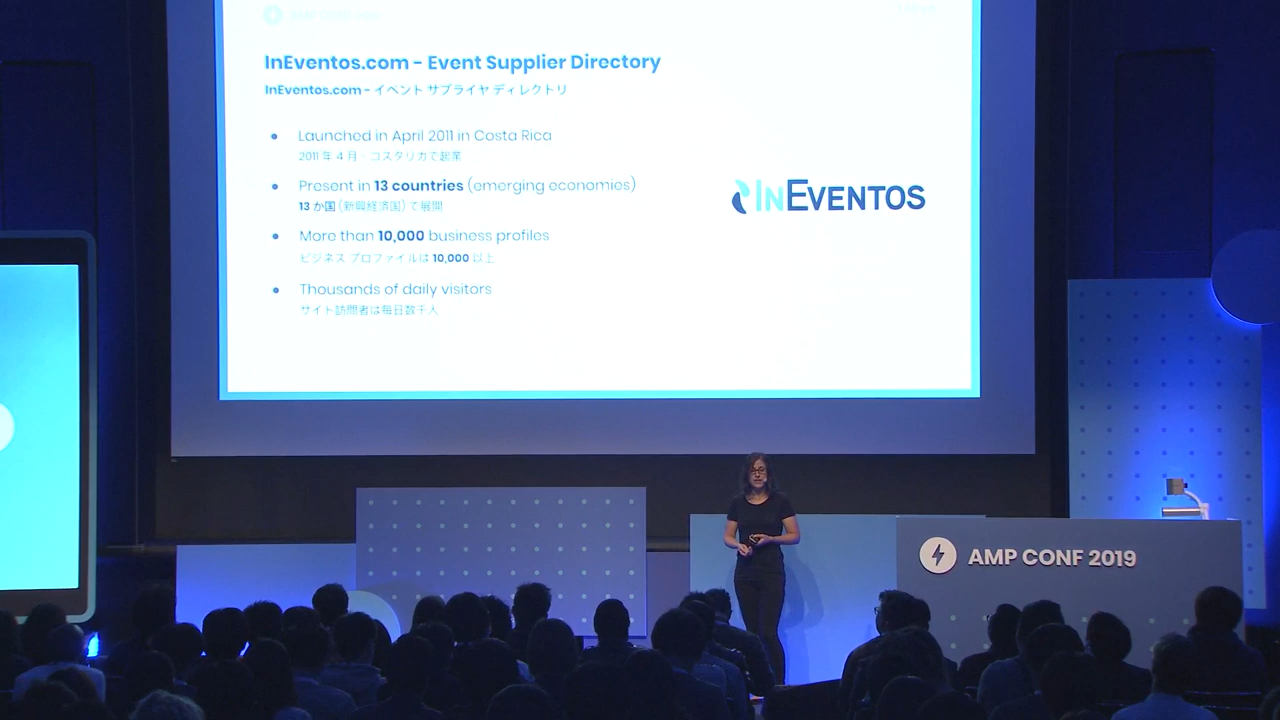 InEventos.com - Event Supplier Directory
InEventos.com - イベント サプライヤ ディレクトリ
Launched in April 2011 in Costa Rica
2011 年 4 月 - コスタリカで起業
Present in 13 countries (emerging economies)
13 か国 (新興経済国) で展開
INEVENTOS
More than 10,000 business profiles
ビジネス プロファイルは 10,000 以上
Thousands of daily visitors
サイト訪問者は毎日数千人
AMP CONF 2019